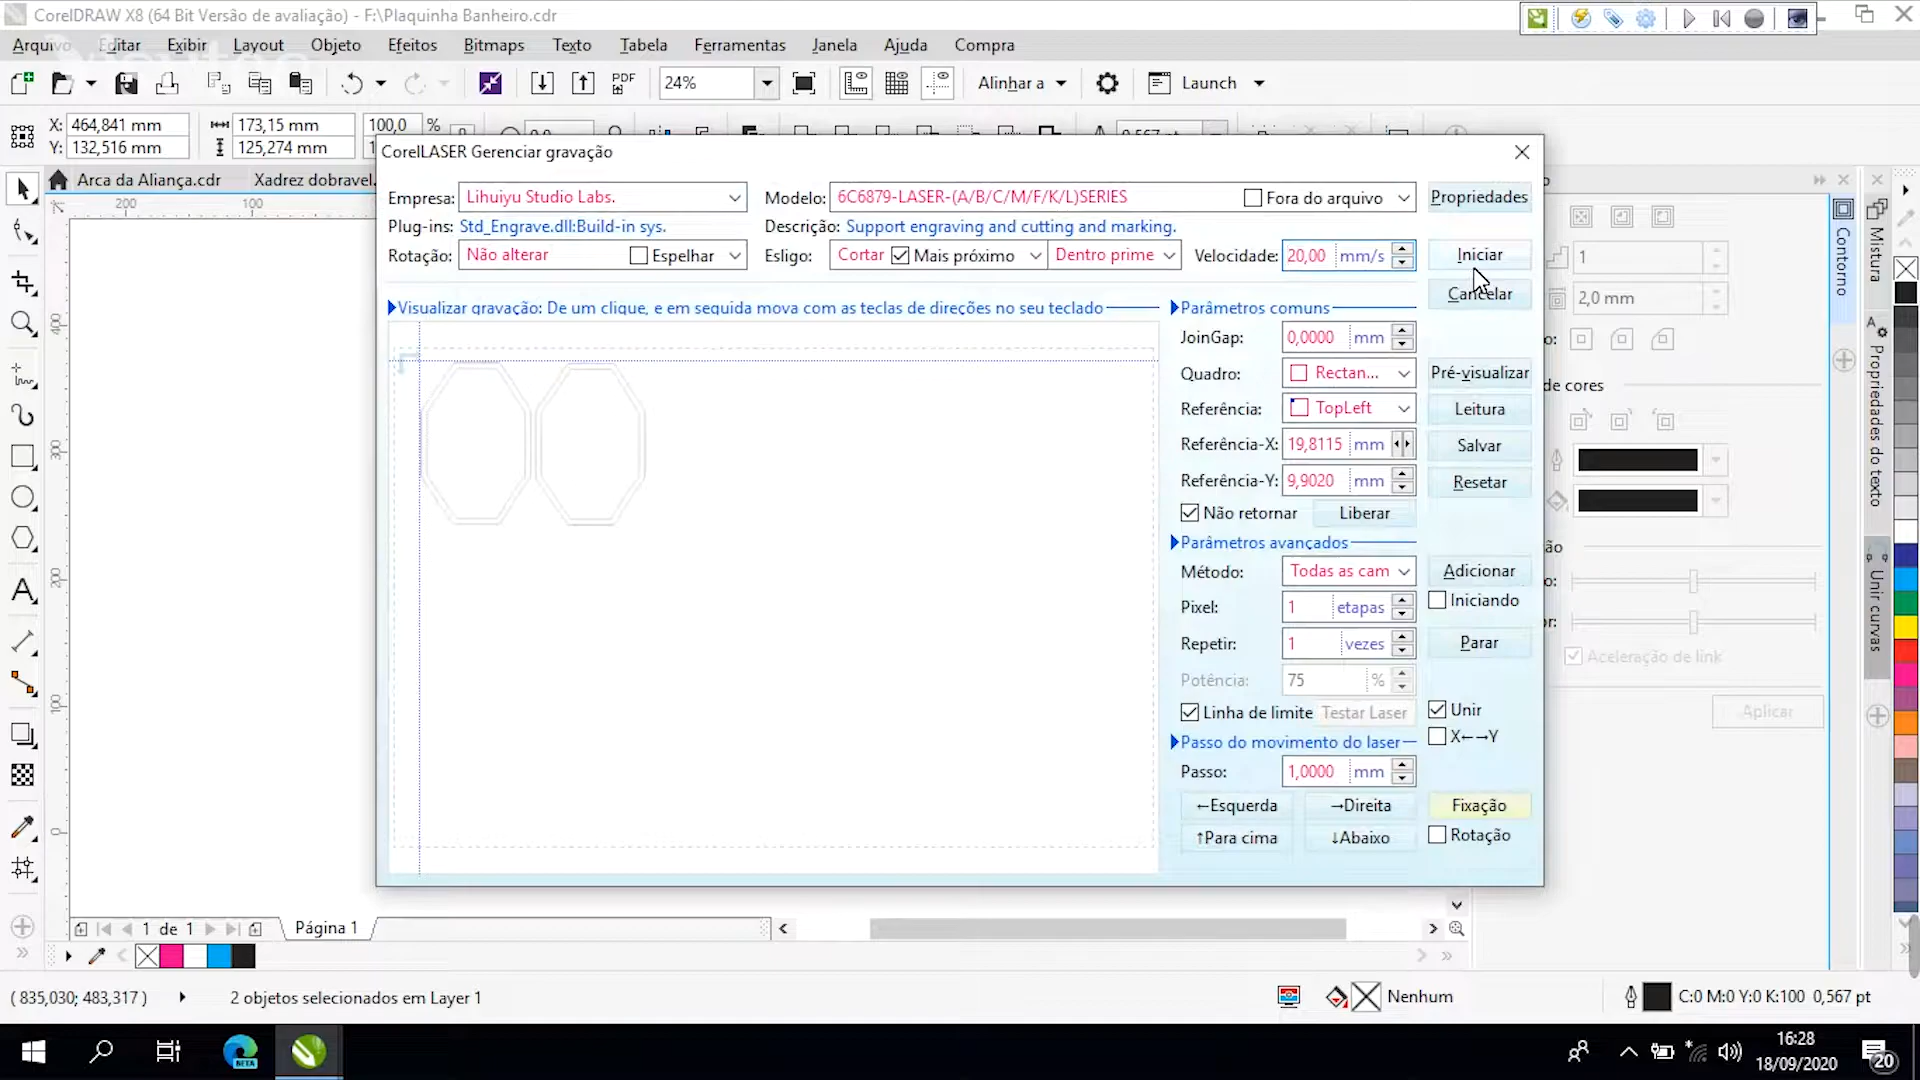 CorelDRAW X8 (64 Bit Versão de avaliação) - F:\Plaquinha Banheiro.cdr
Editar Exibir Layout Objeto Efeitos Bitmaps Texto Tabela Ferramentas Janela Ajuda Compra
PDF 24% Alinhar a Launch
X: 464,841 mm 173,15 mm 100,0 %
Y: 132,516 mm 125,274 mm
CorelLASER Gerenciar gravação
Arca da Aliança.cdr Xadrez dobravel.
Empresa: Lihuiyu Studio Labs. Modelo: 6C6879-LASER-(A/B/C/M/F/K/L)SERIES Fora do arquivo Propriedades
Plug-ins: Std_Engrave.dll:Build-in sys. Descrição: Support engraving and cutting and marking.
Rotação: Não alterar Espelhar Esligo: Cortar Mais próximo Dentro prime Velocidade: 20,00 mm/s Iniciar
Cancelar
Visualizar gravação: De um clique, e em seguida mova com as teclas de direções no seu teclado
Parâmetros comuns
JoinGap: 0,0000 mm
Quadro: Rectan... Pré-visualizar
Referência: TopLeft Leitura
Referência-X: 19,8115 mm Salvar
Referência-Y: 9,9020 mm Resetar
Não retornar Liberar
Parâmetros avançados
Método: Todas as cam Adicionar
Pixel: 1 etapas Iniciando
Repetir: 1 vezes Parar
Potência: 75 %
Linha de limite Testar Laser Unir
X←→Y
Passo do movimento do laser
Passo: 1,0000 mm
←Esquerda →Direita Fixação
↑Para cima ↓Abaixo Rotação
200 100
400
300
200
100
0
1
2,0 mm
de cores
Aceleração de link
Aplicar
Contorno
Mistura
Propriedades do texto
Unir curvas
1 de 1 Página 1
( 835,030; 483,317 ) 2 objetos selecionados em Layer 1 Nenhum C:0 M:0 Y:0 K:100 0,567 pt
BETA
16:28
18/09/2020
20